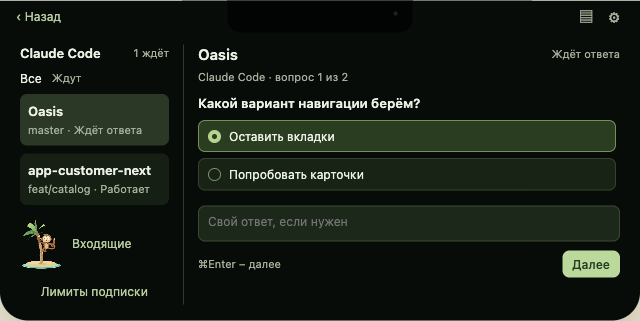 ‹ Назад
Claude Code
1 ждёт
Все Ждут
Oasis
master · Ждёт ответа
app-customer-next
feat/catalog · Работает
Входящие
Лимиты подписки
Oasis
Ждёт ответа
Claude Code · вопрос 1 из 2
Какой вариант навигации берём?
Оставить вкладки
Попробовать карточки
Свой ответ, если нужен
⌘Enter – далее
Далее